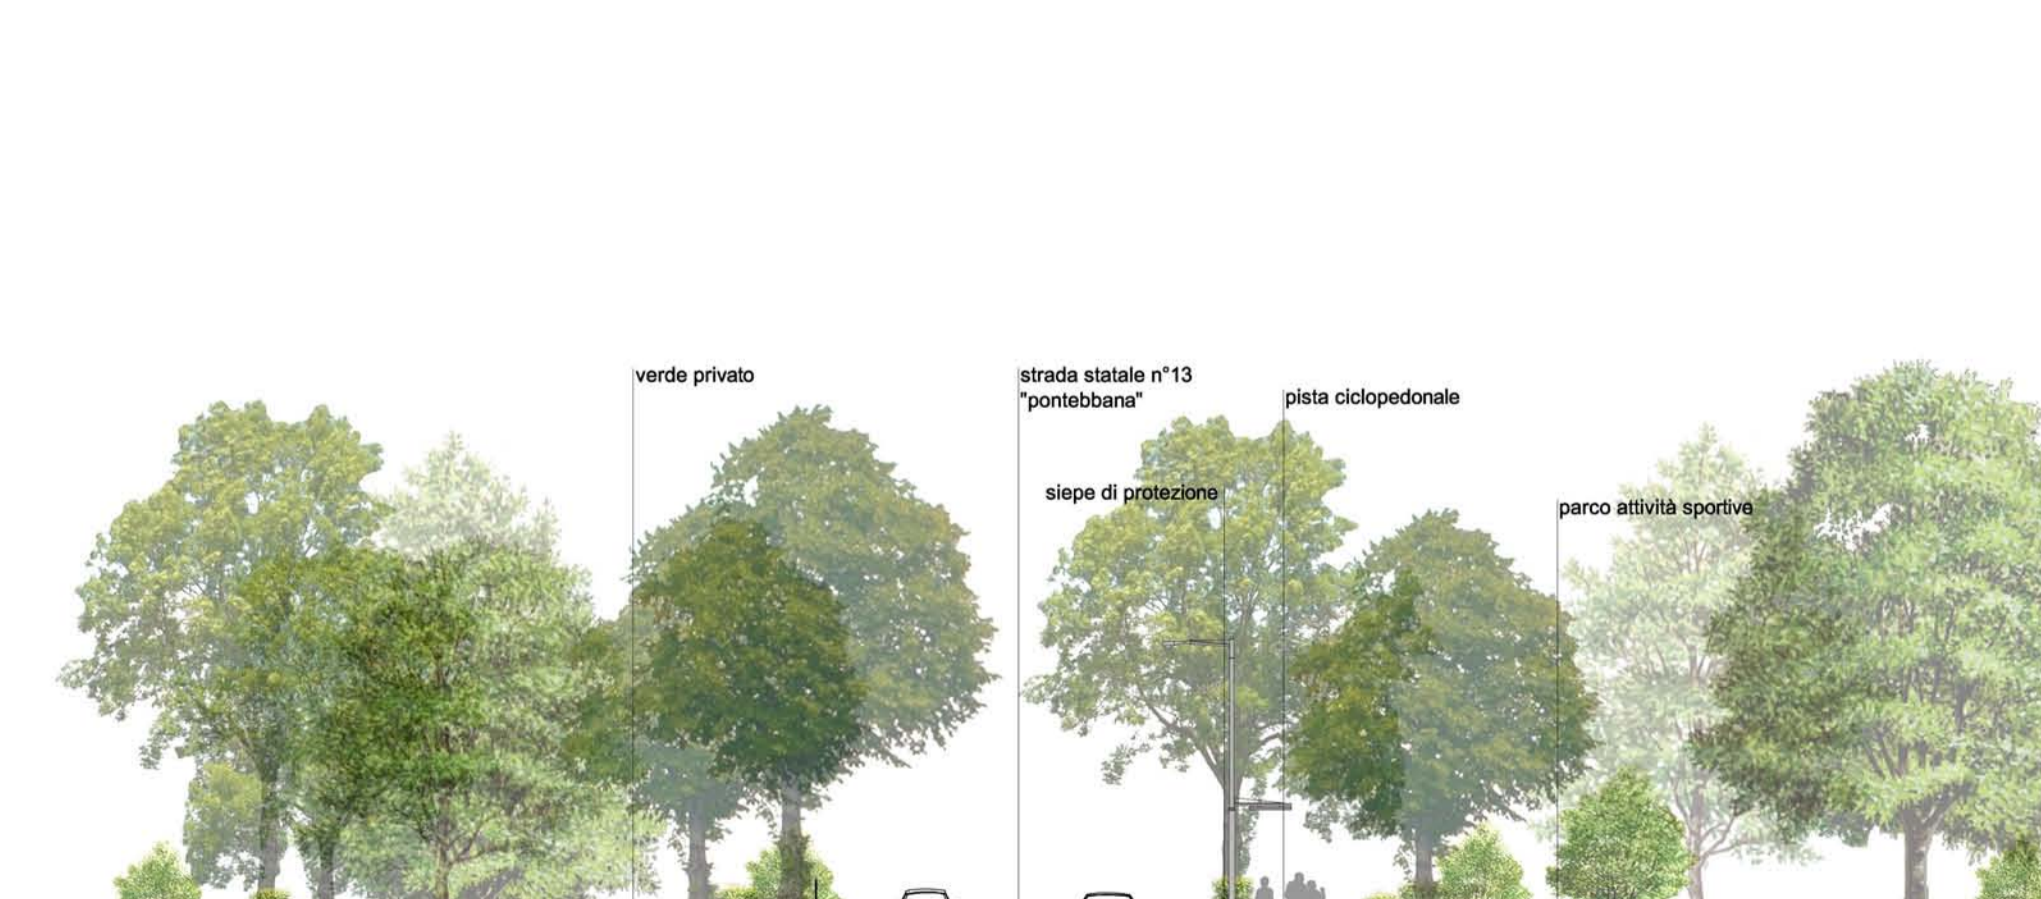 verde privato
strada statale n°13
"pontebbana"
pista ciclopedonale
siepe di protezione
parco attività sportive